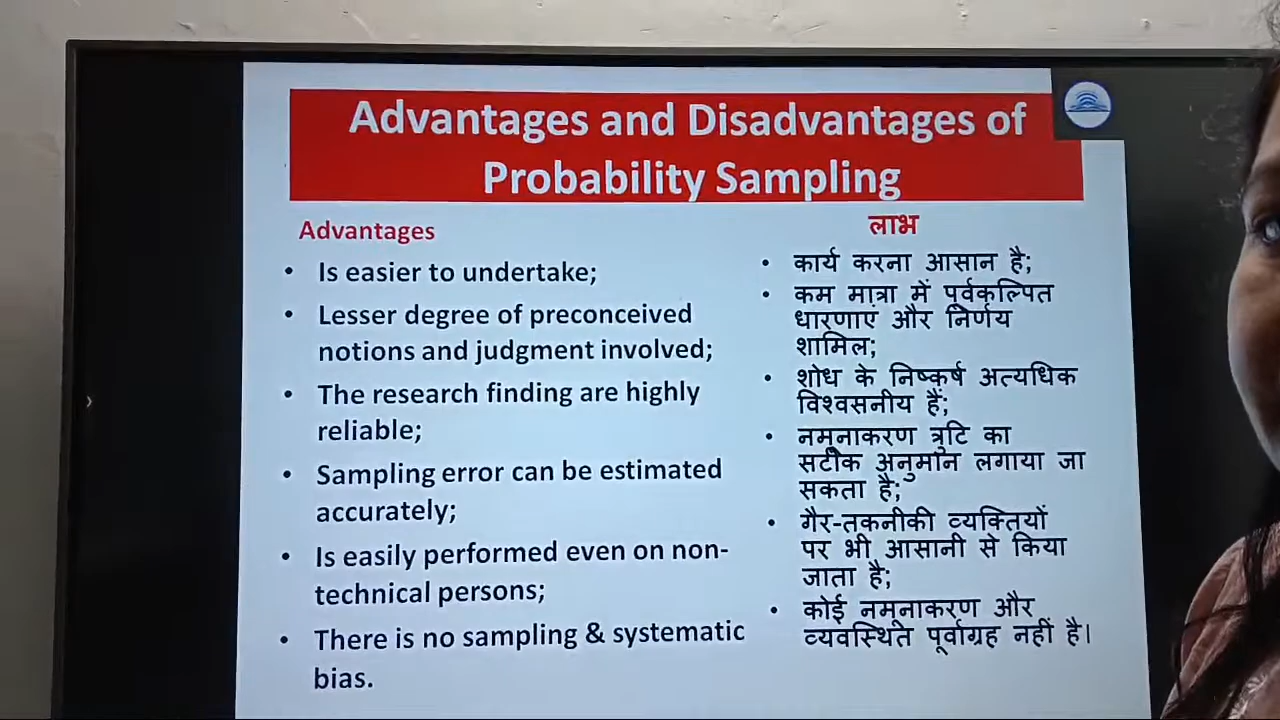 Advantages and Disadvantages of
Probability Sampling
Advantages
• Is easier to undertake;
• Lesser degree of preconceived
notions and judgment involved;
• The research finding are highly
reliable;
• Sampling error can be estimated
accurately;
• Is easily performed even on non-
technical persons;
• There is no sampling & systematic
bias.
लाभ
• कार्य करना आसान है;
• कम मात्रा में पूर्वकल्पित
धारणाएं और निर्णय
शामिल;
• शोध के निष्कर्ष अत्यधिक
विश्वसनीय हैं;
• नमूनाकरण त्रुटि का
सटीक अनुमान लगाया जा
सकता है;
• गैर-तकनीकी व्यक्तियों
पर भी आसानी से किया
जाता है;
• कोई नमूनाकरण और
व्यवस्थित पूर्वाग्रह नहीं है।